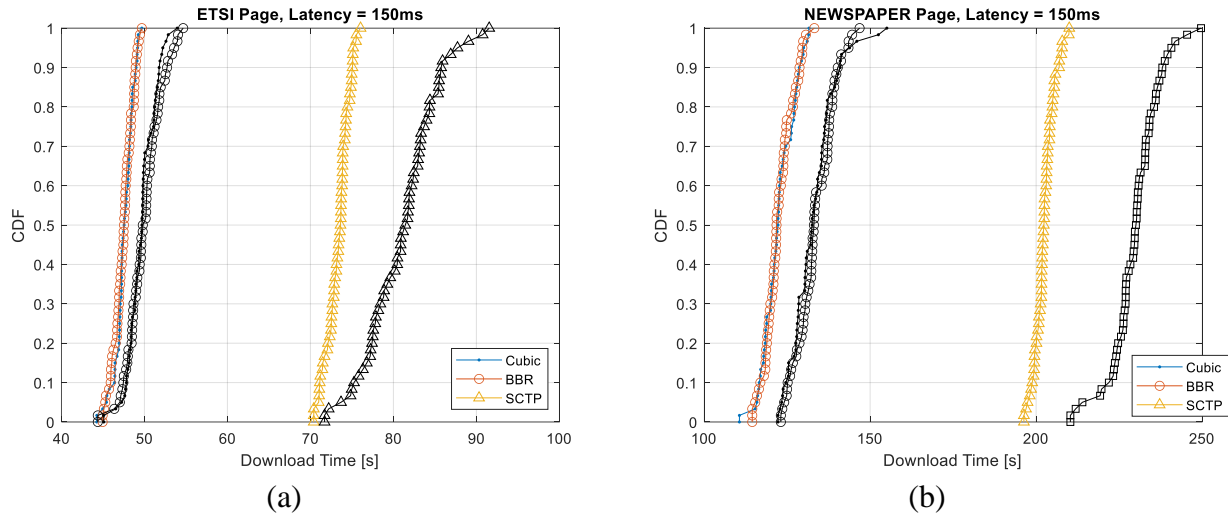 ETSI Page, Latency = 150ms
1
0.9
0.8
0.7
0.6
0.5
0.4
0.3
0.2
0.1
0
CDF
40 50 60 70 80 90 100
Download Time [s]
Cubic
BBR
SCTP
(a)
NEWSPAPER Page, Latency = 150ms
1
0.9
0.8
0.7
0.6
0.5
0.4
0.3
0.2
0.1
0
CDF
100 150 200 250
Download Time [s]
Cubic
BBR
SCTP
(b)